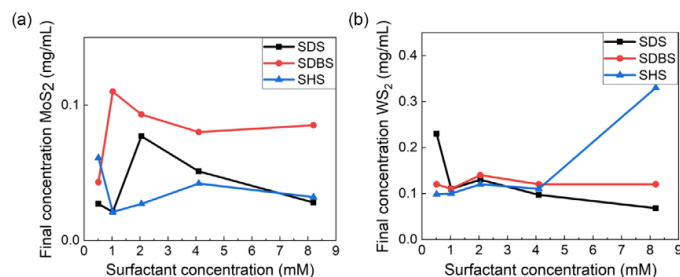 (a)
Final concentration MoS₂ (mg/mL)
0.1
0.0
SDS
SDBS
SHS
0 1 2 3 4 5 6 7 8 9
Surfactant concentration (mM)
(b)
Final concentration WS₂ (mg/mL)
0.4
0.3
0.2
0.1
0.0
SDS
SDBS
SHS
0 1 2 3 4 5 6 7 8 9
Surfactant concentration (mM)